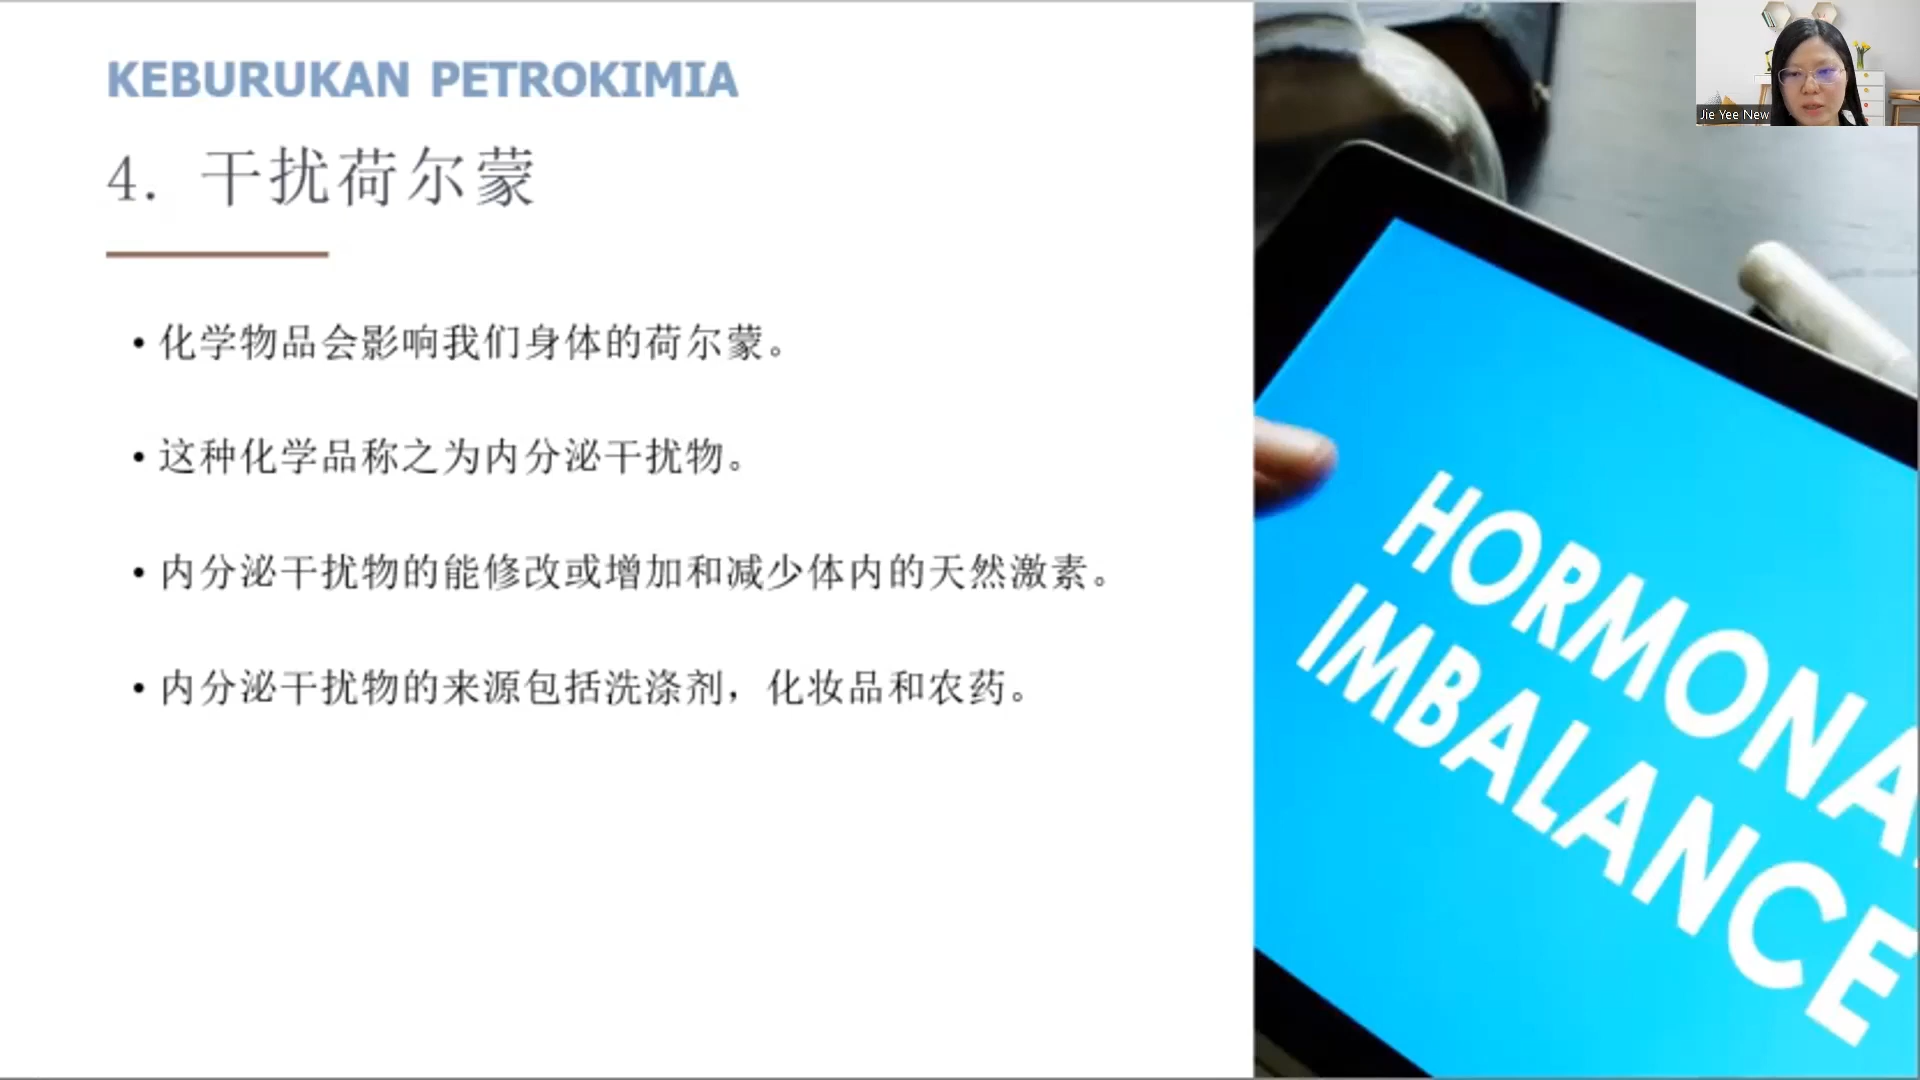 KEBURUKAN PETROKIMIA
4. 干扰荷尔蒙
• 化学物品会影响我们身体的荷尔蒙。
• 这种化学品称之为内分泌干扰物。
• 内分泌干扰物的能修改或增加和减少体内的天然激素。
• 内分泌干扰物的来源包括洗涤剂，化妆品和农药。
HORMONA
IMBALANCE
Jie Yee New